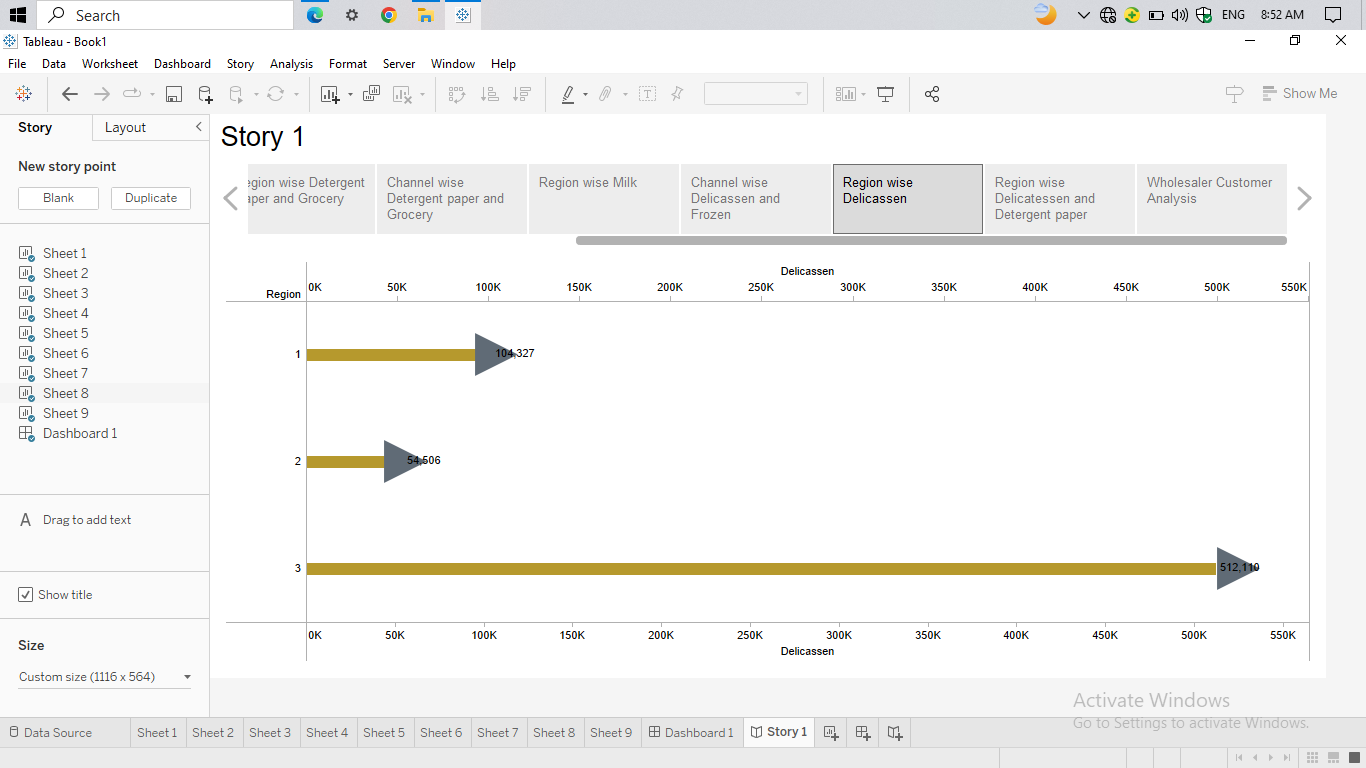 Search
ENG
8:52 AM
Tableau - Book1
File Data Worksheet Dashboard Story Analysis Format Server Window Help
Show Me
Story Layout
New story point
Blank Duplicate
Sheet 1
Sheet 2
Sheet 3
Sheet 4
Sheet 5
Sheet 6
Sheet 7
Sheet 8
Sheet 9
Dashboard 1
A Drag to add text
Show title
Size
Custom size (1116 x 564)
Story 1
wise Detergent
and Grocery
Channel wise
Detergent paper and
Grocery
Region wise Milk
Channel wise
Delicassen and
Frozen
Region wise
Delicassen
Region wise
Delicatessen and
Detergent paper
Wholesaler Customer
Analysis
Delicassen
Region 0K 50K 100K 150K 200K 250K 300K 350K 400K 450K 500K 550K
1 104,327
2 54,506
3 512,110
0K 50K 100K 150K 200K 250K 300K 350K 400K 450K 500K 550K
Delicassen
Activate Windows
Go to Settings to activate Windows.
Data Source Sheet 1 Sheet 2 Sheet 3 Sheet 4 Sheet 5 Sheet 6 Sheet 7 Sheet 8 Sheet 9 Dashboard 1 Story 1